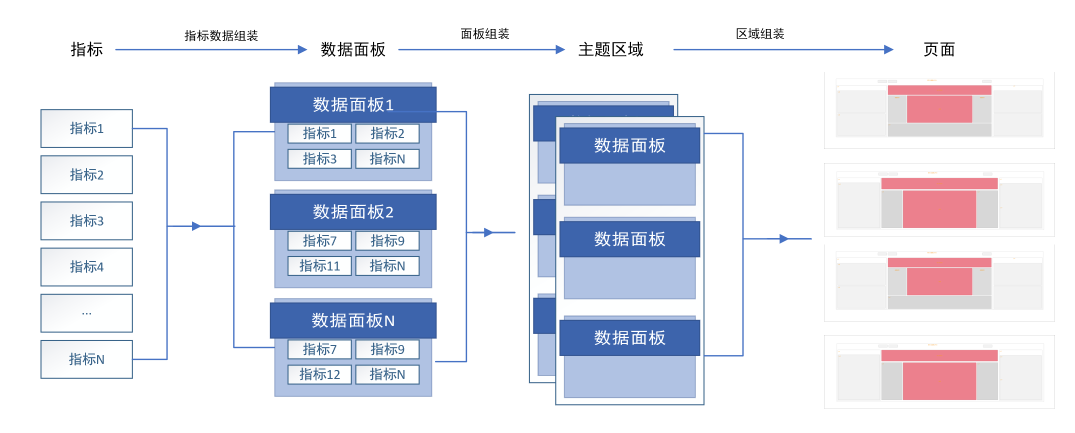 指标
指标数据组装
数据面板
面板组装
主题区域
区域组装
页面
指标1
指标2
指标3
指标4
...
指标N
数据面板1
指标1
指标2
指标3
指标N
数据面板2
指标7
指标9
指标11
指标N
数据面板N
指标7
指标9
指标12
指标N
数据面板
数据面板
数据面板